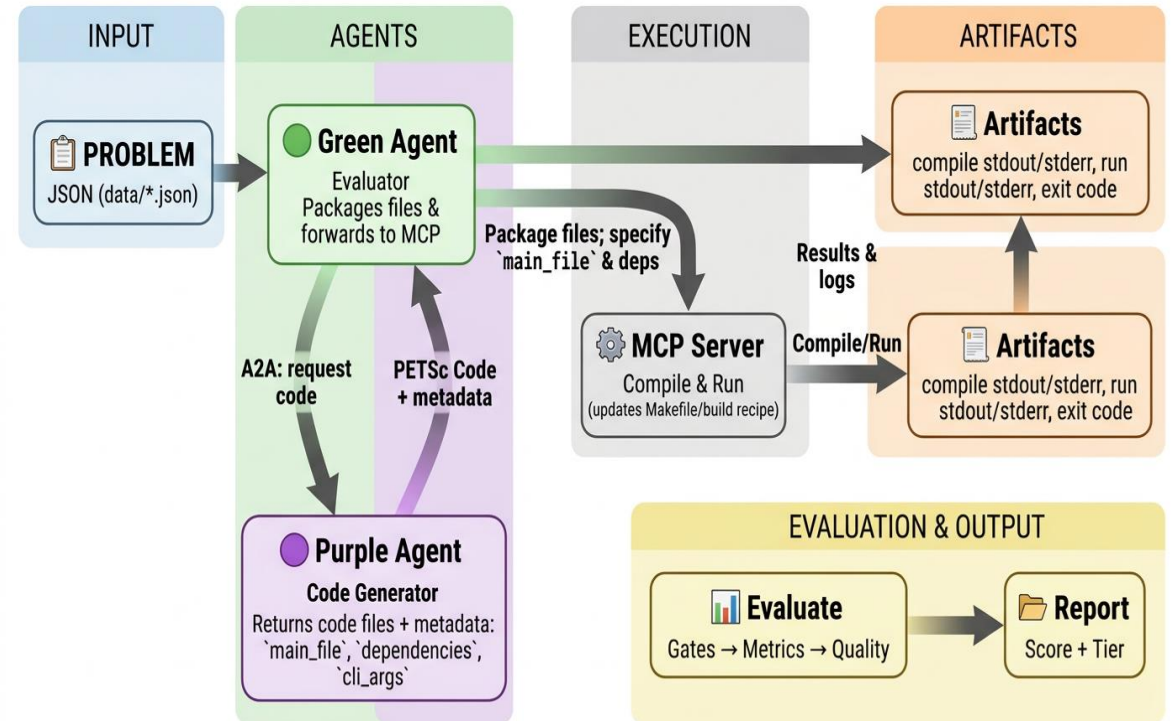 INPUT
PROBLEM
JSON (data/*.json)
AGENTS
Green Agent
Evaluator
Packages files &
forwards to MCP
A2A: request
code
PETSc Code
+ metadata
Purple Agent
Code Generator
Returns code files + metadata:
`main_file`, `dependencies`,
`cli_args`
EXECUTION
Package files; specify
`main_file` & deps
MCP Server
Compile & Run
(updates Makefile/build recipe)
Compile/Run
Results &
logs
ARTIFACTS
Artifacts
compile stdout/stderr, run
stdout/stderr, exit code
Artifacts
compile stdout/stderr, run
stdout/stderr, exit code
EVALUATION & OUTPUT
Evaluate
Gates → Metrics → Quality
Report
Score + Tier